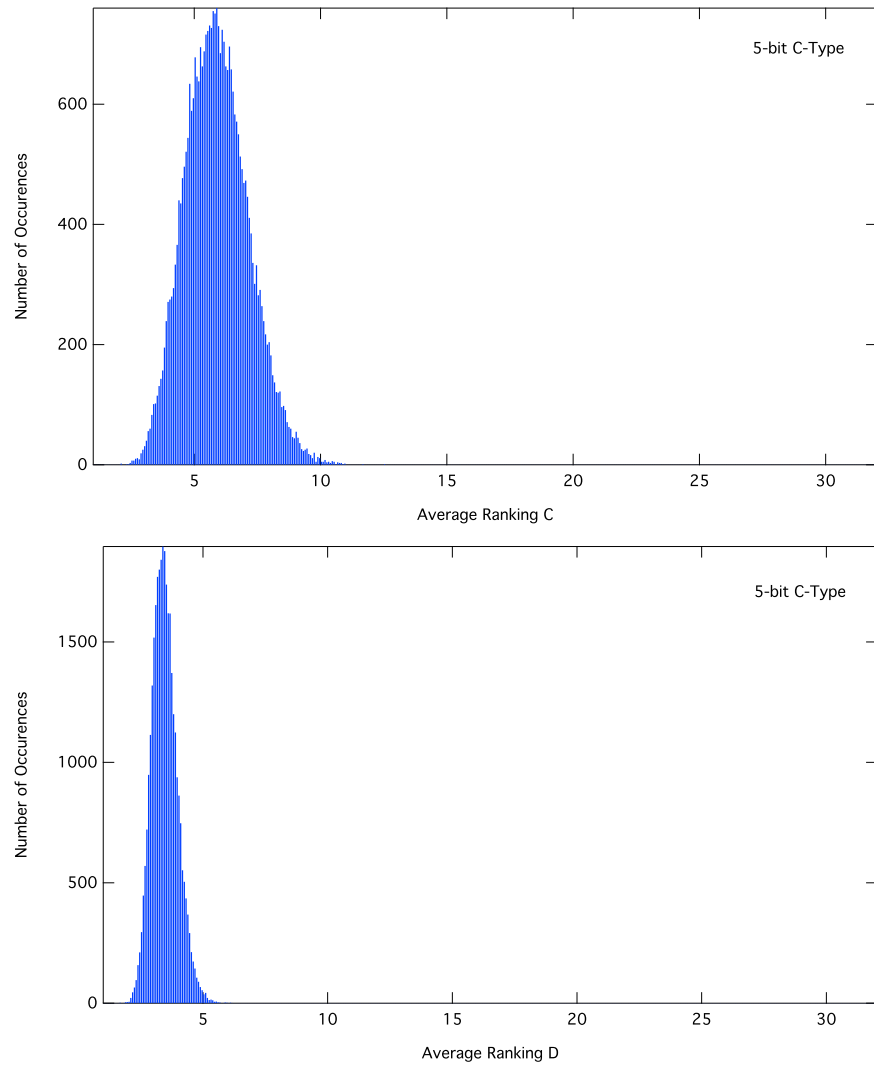 5-bit C-Type
600
400
200
0
Number of Occurences
5 10 15 20 25 30
Average Ranking C
5-bit C-Type
1500
1000
500
0
Number of Occurences
5 10 15 20 25 30
Average Ranking D